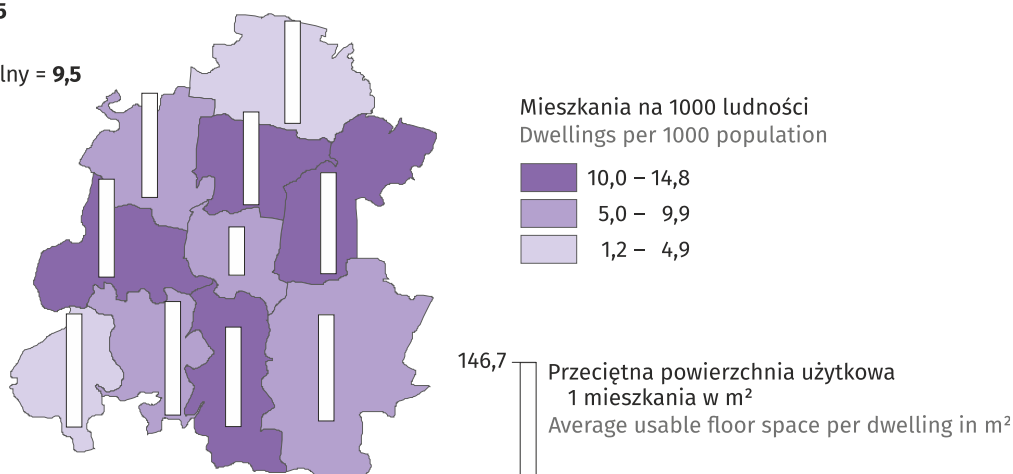 5
lny = 9,5
Mieszkania na 1000 ludności
Dwellings per 1000 population
10,0 – 14,8
5,0 – 9,9
1,2 – 4,9
146,7
Przeciętna powierzchnia użytkowa
1 mieszkania w m²
Average usable floor space per dwelling in m²